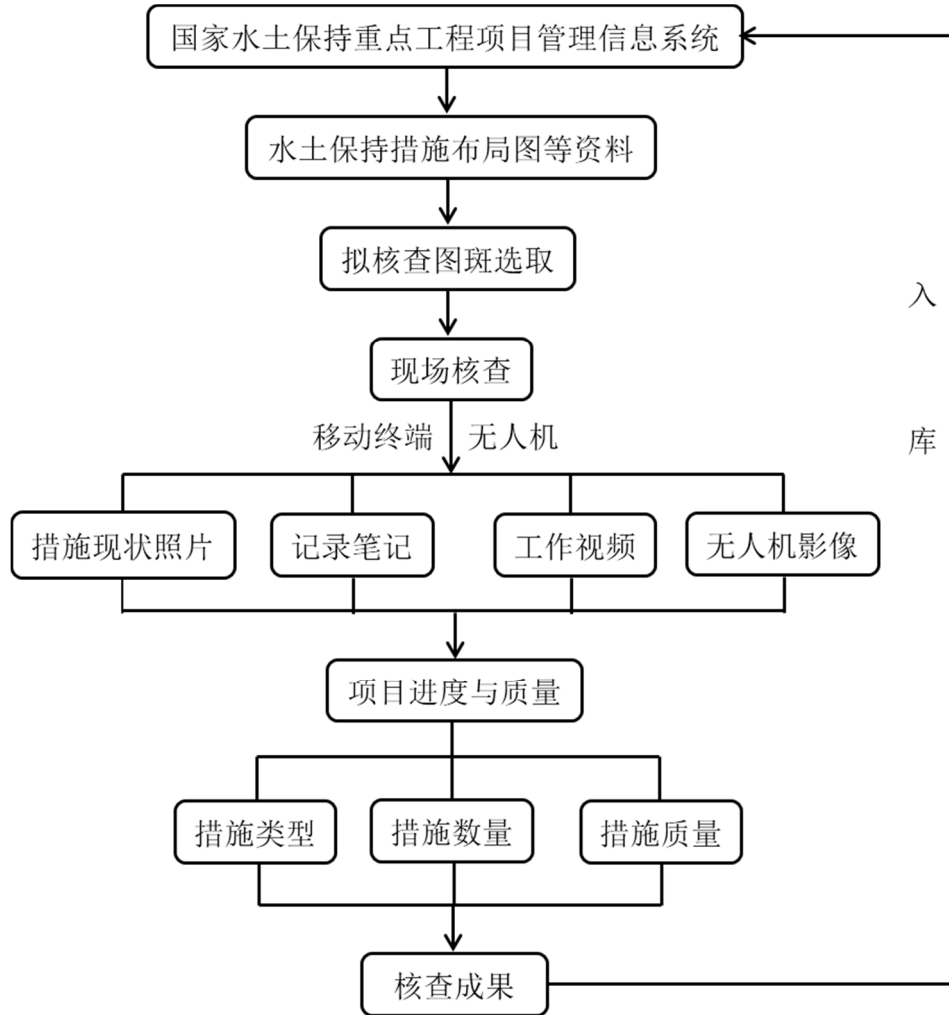 国家水土保持重点工程项目管理信息系统
水土保持措施布局图等资料
拟核查图斑选取
入
现场核查
移动终端 无人机
库
措施现状照片 记录笔记 工作视频 无人机影像
项目进度与质量
措施类型 措施数量 措施质量
核查成果